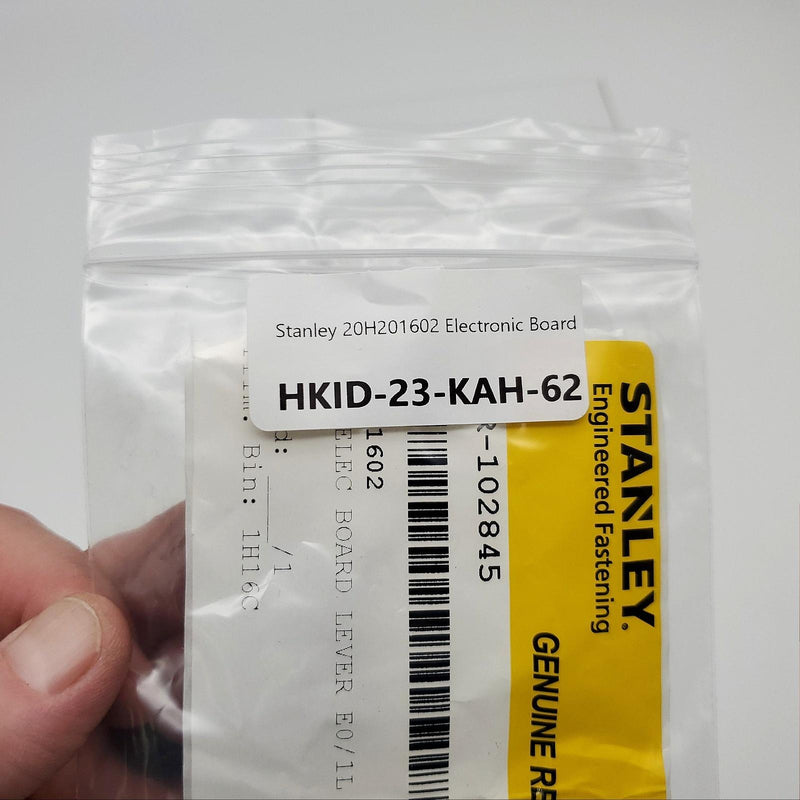 Stanley 20H201602 Electronic Board
HKID-23-KAH-62
STANLEY.
Engineered Fastening
GENUINE RE
R-102845
1602
ELEC BOARD LEVER E0/1L
d: /1
Bin: 1H16C